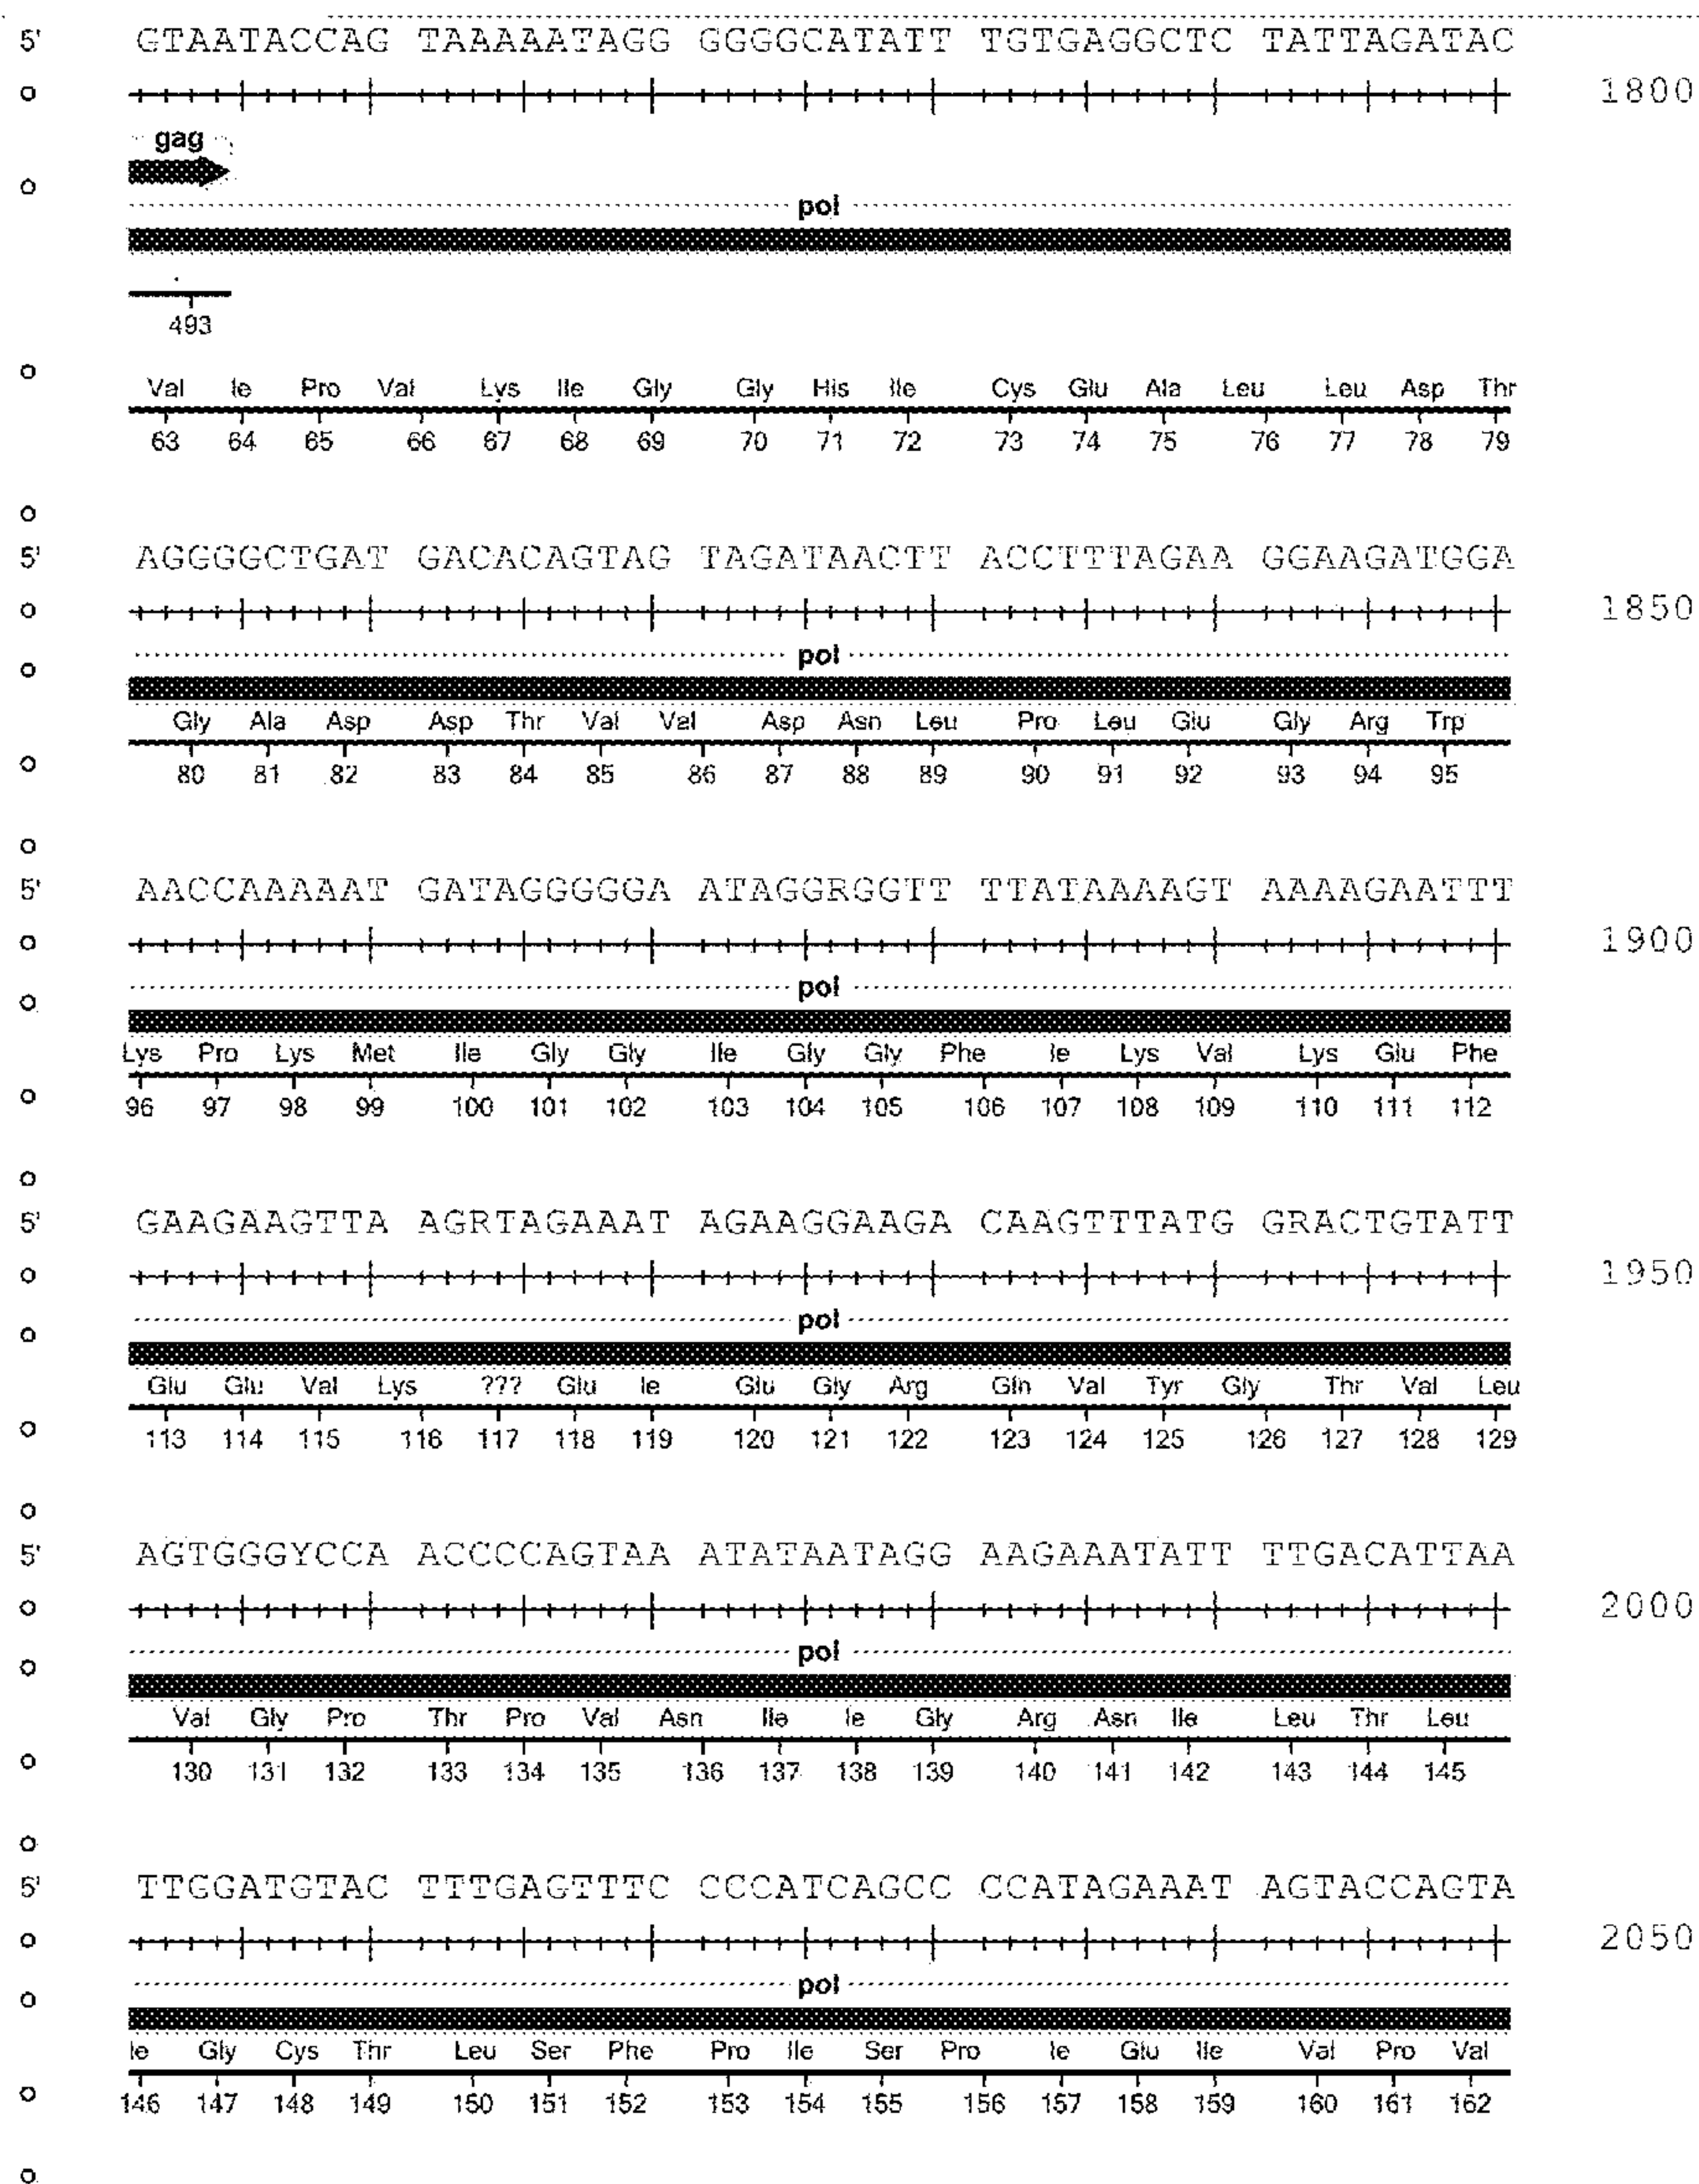 5' GTAATACCAG TAAAAATAGG GGGGCATATT TGTGAGGCTC TATTAGATAC
1800
gag
pol
493
Val Ie Pro Val Lys Ile Gly Gly His Ile Cys Glu Ala Leu Leu Asp Thr
63 64 65 66 67 68 69 70 71 72 73 74 75 76 77 78 79
5' AGGGGCTGAT GACACAGTAG TAGATAACTT ACCTTTAGAA GGAAGATGGA
1850
pol
Gly Ala Asp Asp Thr Val Val Asp Asn Leu Pro Leu Glu Gly Arg Trp
80 81 82 83 84 85 86 87 88 89 90 91 92 93 94 95
5' AACCAAAAAT GATAGGGGGA ATAGGRGGTT TTATAAAAGT AAAAGAATTT
1900
pol
Lys Pro Lys Met Ile Gly Gly Ile Gly Gly Phe Ie Lys Val Lys Glu Phe
96 97 98 99 100 101 102 103 104 105 106 107 108 109 110 111 112
5' GAAGAAGTTA AGRTAGAAAT AGAAGGAAGA CAAGTTTATG GRACTGTATT
1950
pol
Glu Glu Val Lys ??? Glu Ie Glu Gly Arg Gln Val Tyr Gly Thr Val Leu
113 114 115 116 117 118 119 120 121 122 123 124 125 126 127 128 129
5' AGTGGGYCCA ACCCCAGTAA ATATAATAGG AAGAAATATT TTGACATTAA
2000
pol
Val Gly Pro Thr Pro Val Asn Ile Ie Gly Arg Asn Ile Leu Thr Leu
130 131 132 133 134 135 136 137 138 139 140 141 142 143 144 145
5' TTGGATGTAC TTTGAGTTTC CCCATCAGCC CCATAGAAAT AGTACCAGTA
2050
pol
Ie Gly Cys Thr Leu Ser Phe Pro Ile Ser Pro Ie Glu Ile Val Pro Val
146 147 148 149 150 151 152 153 154 155 156 157 158 159 160 161 162